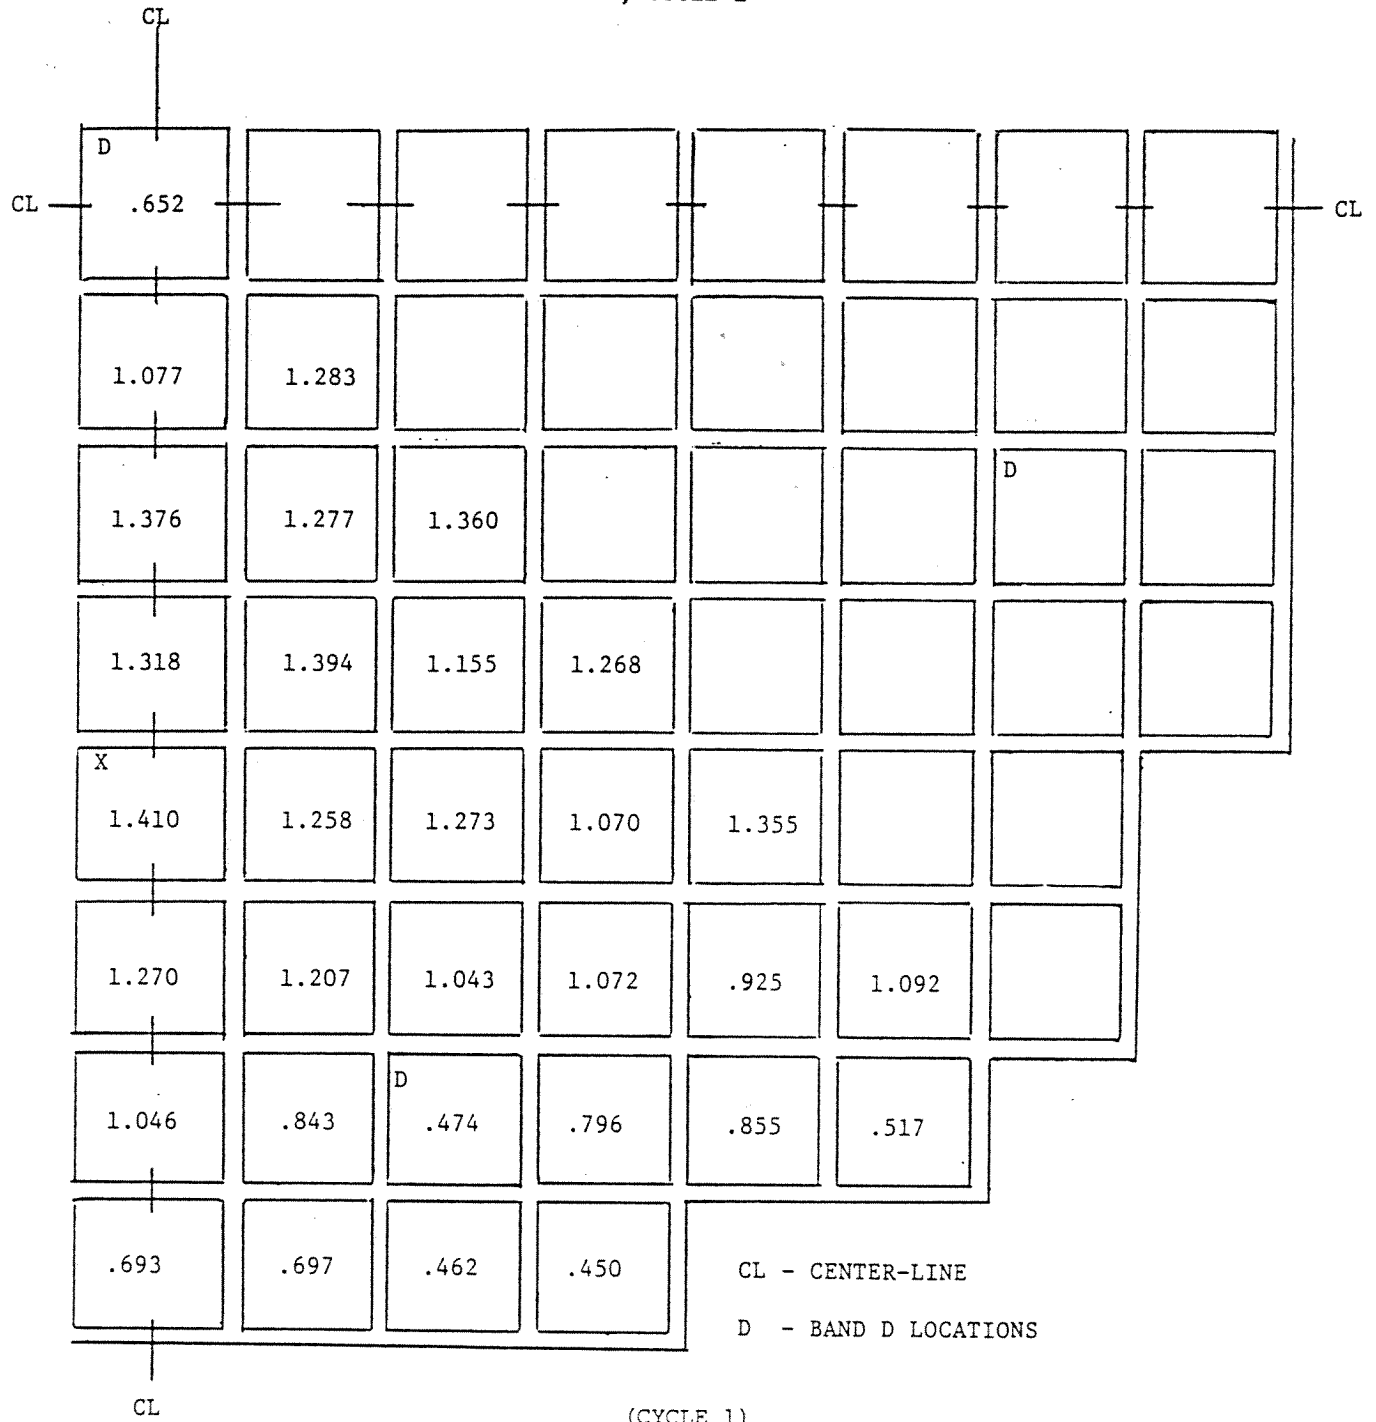 CL
D
CL .652 CL
1.077 1.283
D
1.376 1.277 1.360
1.318 1.394 1.155 1.268
X
1.410 1.258 1.273 1.070 1.355
1.270 1.207 1.043 1.072 .925 1.092
D
1.046 .843 .474 .796 .855 .517
.693 .697 .462 .450
CL - CENTER-LINE
D - BAND D LOCATIONS
CL
(CYCLE 1)